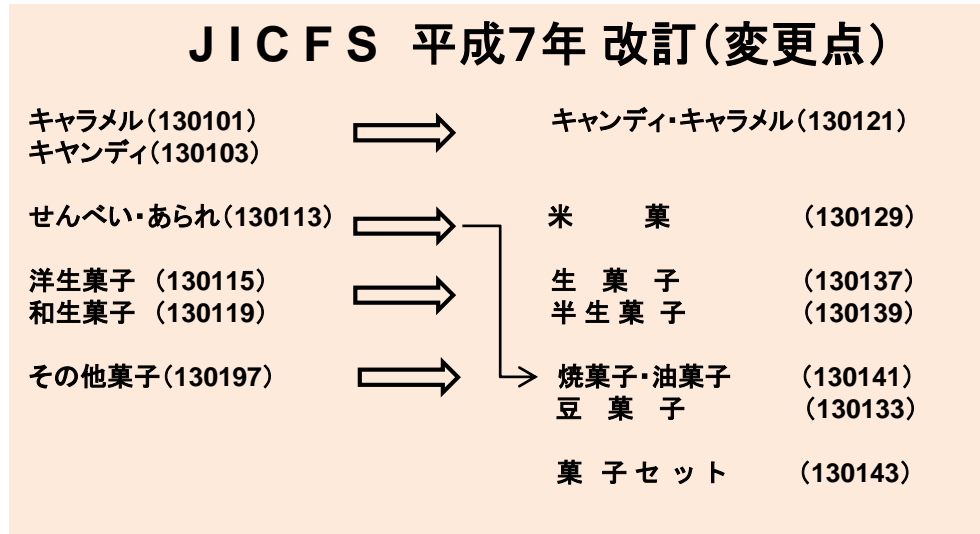 JICFS 平成7年 改訂(変更点)
キャラメル(130101) キャンディ・キャラメル(130121)
キヤンディ(130103)
せんべい・あられ(130113) 米 菓 (130129)
洋生菓子 (130115) 生 菓 子 (130137)
和生菓子 (130119) 半 生 菓 子 (130139)
その他菓子(130197) 焼菓子・油菓子 (130141)
豆 菓 子 (130133)
菓 子 セ ッ ト (130143)